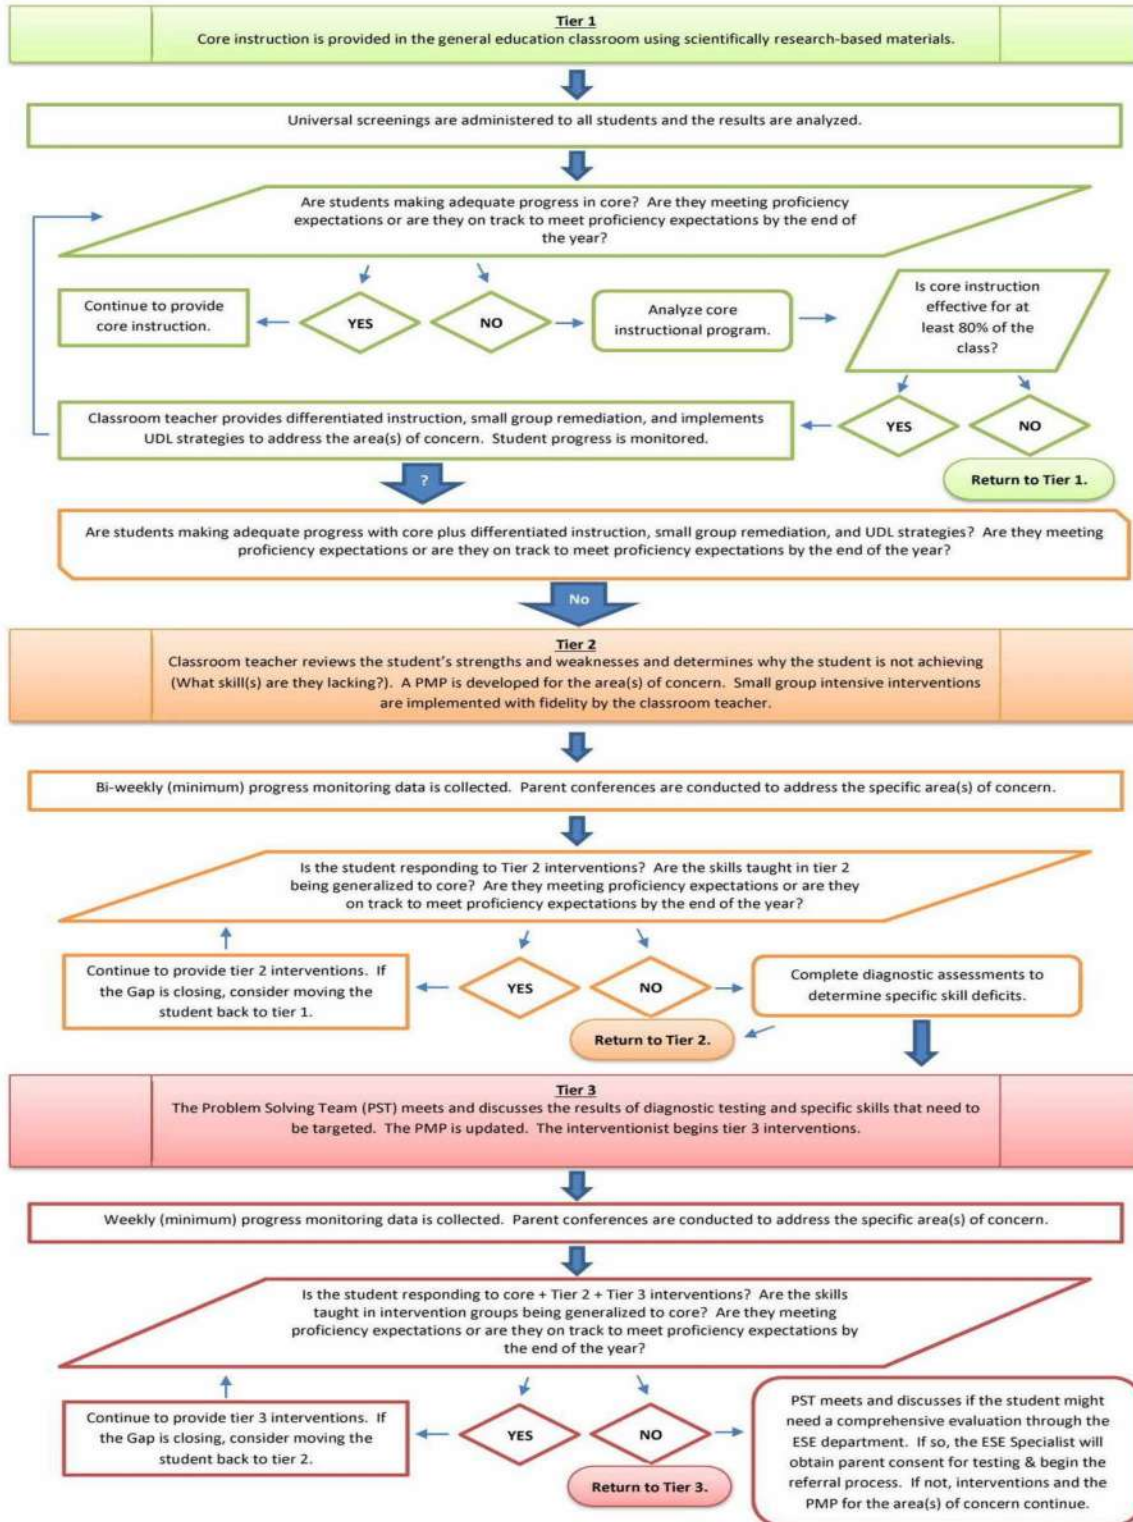 Tier 1
Core instruction is provided in the general education classroom using scientifically research-based materials.
Universal screenings are administered to all students and the results are analyzed.
Are students making adequate progress in core? Are they meeting proficiency
expectations or are they on track to meet proficiency expectations by the end of
the year?
Continue to provide
core instruction.
YES
NO
Analyze core
instructional program.
Is core instruction
effective for at
least 80% of the
class?
Classroom teacher provides differentiated instruction, small group remediation, and implements
UDL strategies to address the area(s) of concern. Student progress is monitored.
YES
NO
Return to Tier 1.
?
Are students making adequate progress with core plus differentiated instruction, small group remediation, and UDL strategies? Are they meeting
proficiency expectations or are they on track to meet proficiency expectations by the end of the year?
No
Tier 2
Classroom teacher reviews the student's strengths and weaknesses and determines why the student is not achieving
(What skill(s) are they lacking?). A PMP is developed for the area(s) of concern. Small group intensive interventions
are implemented with fidelity by the classroom teacher.
Bi-weekly (minimum) progress monitoring data is collected. Parent conferences are conducted to address the specific area(s) of concern.
Is the student responding to Tier 2 interventions? Are the skills taught in tier 2
being generalized to core? Are they meeting proficiency expectations or are they
on track to meet proficiency expectations by the end of the year?
Continue to provide tier 2 interventions. If
the Gap is closing, consider moving the
student back to tier 1.
YES
NO
Complete diagnostic assessments to
determine specific skill deficits.
Return to Tier 2.
Tier 3
The Problem Solving Team (PST) meets and discusses the results of diagnostic testing and specific skills that need to
be targeted. The PMP is updated. The interventionist begins tier 3 interventions.
Weekly (minimum) progress monitoring data is collected. Parent conferences are conducted to address the specific area(s) of concern.
Is the student responding to core + Tier 2 + Tier 3 interventions? Are the skills
taught in intervention groups being generalized to core? Are they meeting
proficiency expectations or are they on track to meet proficiency expectations by
the end of the year?
Continue to provide tier 3 interventions. If
the Gap is closing, consider moving the
student back to tier 2.
YES
NO
Return to Tier 3.
PST meets and discusses if the student might
need a comprehensive evaluation through the
ESE department. If so, the ESE Specialist will
obtain parent consent for testing & begin the
referral process. If not, interventions and the
PMP for the area(s) of concern continue.